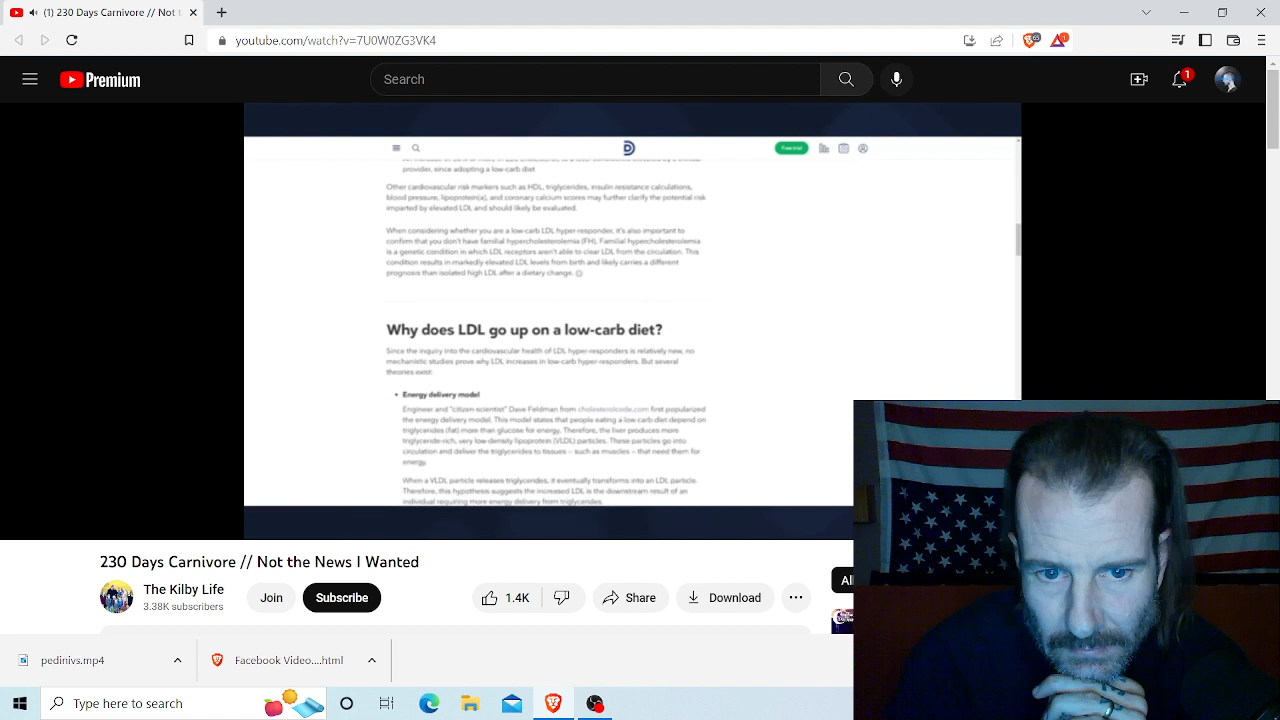 (1) 230 Days Carnivore // Not t
youtube.com/watch?v=7U0W0ZG3VK4
65
1
Premium
Search
1
Free trial
provider, since adopting a low-carb diet
Other cardiovascular risk markers such as HDL, triglycerides, insulin resistance calculations,
blood pressure, lipoprotein(a), and coronary calcium scores may further clarify the potential risk
imparted by elevated LDL and should likely be evaluated.
When considering whether you are a low-carb LDL hyper-responder, it's also important to
confirm that you don't have familial hypercholesterolemia (FH). Familial hypercholesterolemia
is a genetic condition in which LDL receptors aren't able to clear LDL from the circulation. This
condition results in markedly elevated LDL levels from birth and likely carries a different
prognosis than isolated high LDL after a dietary change.
Why does LDL go up on a low-carb diet?
Since the inquiry into the cardiovascular health of LDL hyper-responders is relatively new, no
mechanistic studies prove why LDL increases in low-carb hyper-responders. But several
theories exist:
• Energy delivery model
Engineer and "citizen-scientist" Dave Feldman from cholesterolcode.com first popularized
the energy delivery model. This model states that people eating a low-carb diet depend on
triglycerides (fat) more than glucose for energy. Therefore, the liver produces more
triglyceride-rich, very low-density lipoprotein (VLDL) particles. These particles go into
circulation and deliver the triglycerides to tissues – such as muscles – that need them for
energy.
When a VLDL particle releases triglycerides, it eventually transforms into an LDL particle.
Therefore, this hypothesis suggests the increased LDL is the downstream result of an
individual requiring more energy delivery from triglycerides.
230 Days Carnivore // Not the News I Wanted
The Kilby Life
3.88K subscribers
Join
Subscribe
1.4K
Share
Download
All
pedinis.mp4
YouTube Video....html
Type here to search